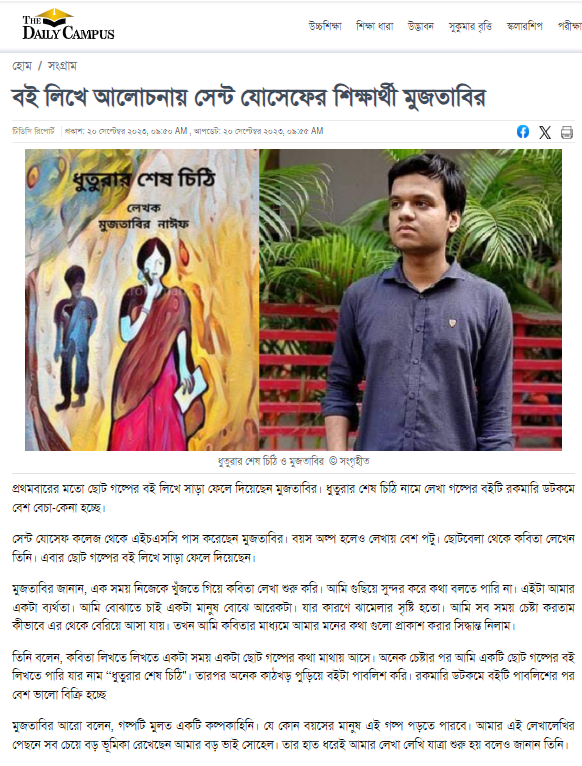 THE
DAILY CAMPUS
উচ্চশিক্ষা শিক্ষা ধারা উদ্ভাবন সুকুমার বৃত্তি স্কলারশিপ পরীক্ষা
হোম / সংগ্রাম
বই লিখে আলোচনায় সেন্ট যোসেফের শিক্ষার্থী মুজতাবির
টিডিসি রিপোর্ট প্রকাশ: ২০ সেপ্টেম্বর ২০২৩, ০৯:৫০ AM , আপডেট: ২০ সেপ্টেম্বর ২০২৩, ০৯:৫৫ AM
ধুতুরার শেষ চিঠি
লেখক
মুজতাবির নাঈফ
ধুতুরার শেষ চিঠি ও মুজতাবির © সংগৃহীত
প্রথমবারের মতো ছোট গল্পের বই লিখে সাড়া ফেলে দিয়েছেন মুজতাবির। ধুতুরার শেষ চিঠি নামে লেখা গল্পের বইটি রকমারি ডটকমে
বেশ বেচা-কেনা হচ্ছে।
সেন্ট যোসেফ কলেজ থেকে এইচএসসি পাস করেছেন মুজতাবির। বয়স অল্প হলেও লেখায় বেশ পটু। ছোটবেলা থেকে কবিতা লেখেন
তিনি। এবার ছোট গল্পের বই লিখে সাড়া ফেলে দিয়েছেন।
মুজতাবির জানান, এক সময় নিজেকে খুঁজতে গিয়ে কবিতা লেখা শুরু করি। আমি গুছিয়ে সুন্দর করে কথা বলতে পারি না। এইটা আমার
একটা ব্যর্থতা। আমি বোঝাতে চাই একটা মানুষ বোঝে আরেকটা। যার কারণে ঝামেলার সৃষ্টি হতো। আমি সব সময় চেষ্টা করতাম
কীভাবে এর থেকে বেরিয়ে আসা যায়। তখন আমি কবিতার মাধ্যমে আমার মনের কথা গুলো প্রকাশ করার সিদ্ধান্ত নিলাম।
তিনি বলেন, কবিতা লিখতে লিখতে একটা সময় একটা ছোট গল্পের কথা মাথায় আসে। অনেক চেষ্টার পর আমি একটি ছোট গল্পের বই
লিখতে পারি যার নাম “ধুতুরার শেষ চিঠি”। তারপর অনেক কাঠখড় পুড়িয়ে বইটা পাবলিশ করি। রকমারি ডটকমে বইটি পাবলিশের পর
বেশ ভালো বিক্রি হচ্ছে
মুজতাবির আরো বলেন, গল্পটি মুলত একটি কল্পকাহিনি। যে কোন বয়সের মানুষ এই গল্প পড়তে পারবে। আমার এই লেখালেখির
পেছনে সব চেয়ে বড় ভূমিকা রেখেছেন আমার বড় ভাই সোহেল। তার হাত ধরেই আমার লেখা লেখি যাত্রা শুরু হয় বলেও জানান তিনি।